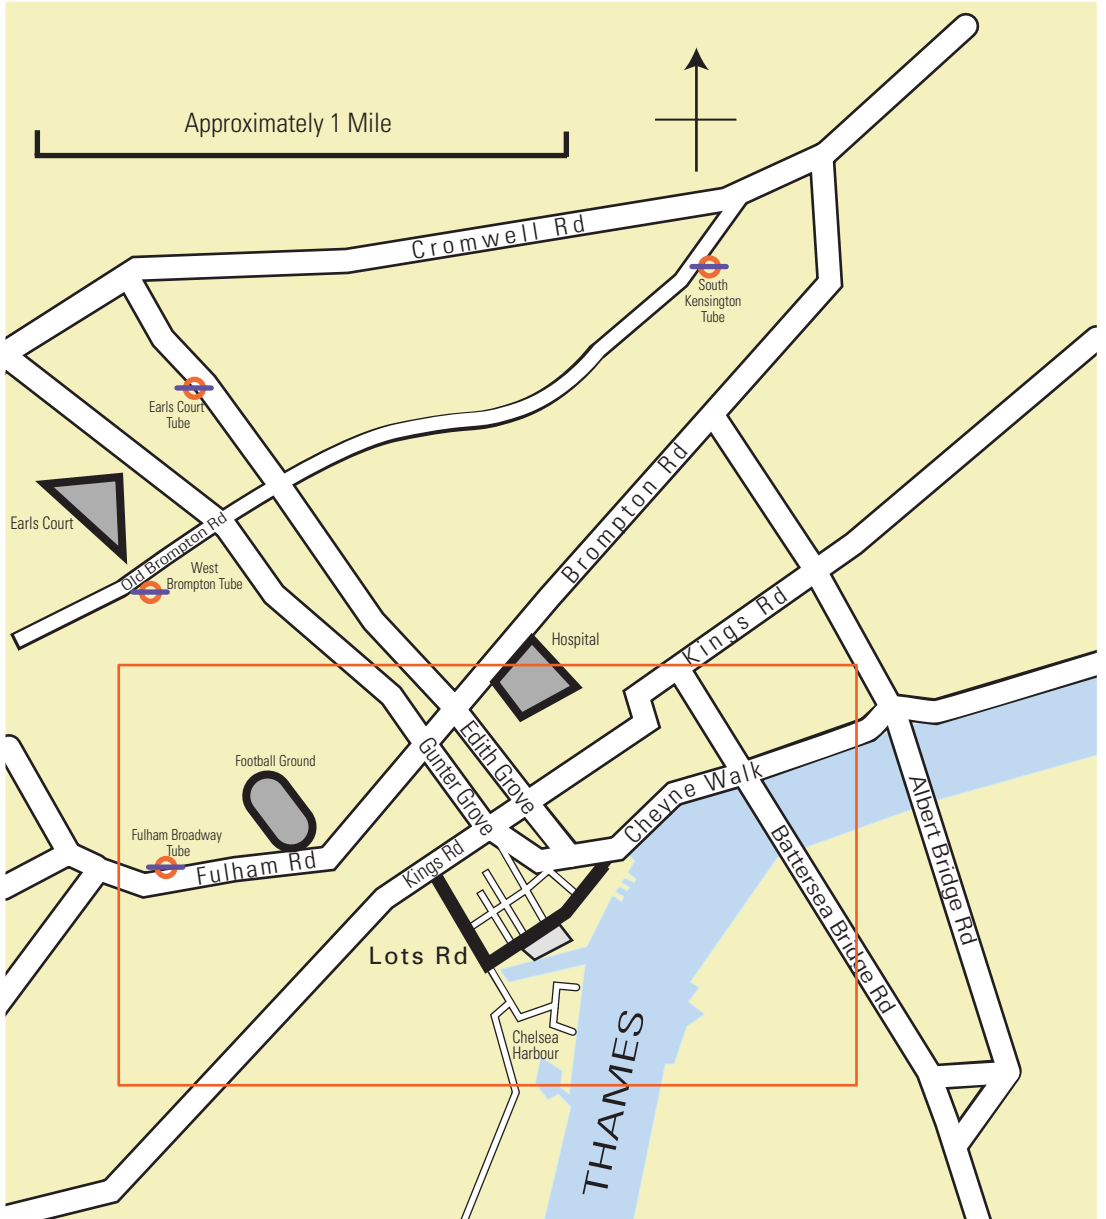 Approximately 1 Mile
Cromwell Rd
South
Kensington
Tube
Earls Court
Tube
Brompton Rd
Earls Court
Old Brompton Rd
West
Brompton Tube
Kings Rd
Hospital
Edith Grove
Gunter Grove
Football Ground
Cheyne Walk
Fulham Broadway
Tube
Fulham Rd
Kings Rd
Albert Bridge Rd
Battersea Bridge Rd
Lots Rd
Chelsea
Harbour
THAMES